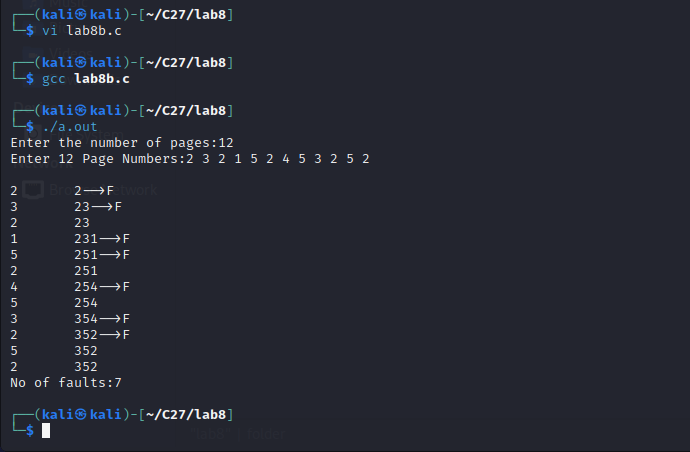 ┌──(kali㉿kali)-[~/C27/lab8]
└─$ vi lab8b.c
┌──(kali㉿kali)-[~/C27/lab8]
└─$ gcc lab8b.c
┌──(kali㉿kali)-[~/C27/lab8]
└─$ ./a.out
Enter the number of pages:12
Enter 12 Page Numbers:2 3 2 1 5 2 4 5 3 2 5 2
2       2-->F
3       23-->F
2       23
1       231-->F
5       251-->F
2       251
4       254-->F
5       254
3       354-->F
2       352-->F
5       352
2       352
No of faults:7
┌──(kali㉿kali)-[~/C27/lab8]
└─$